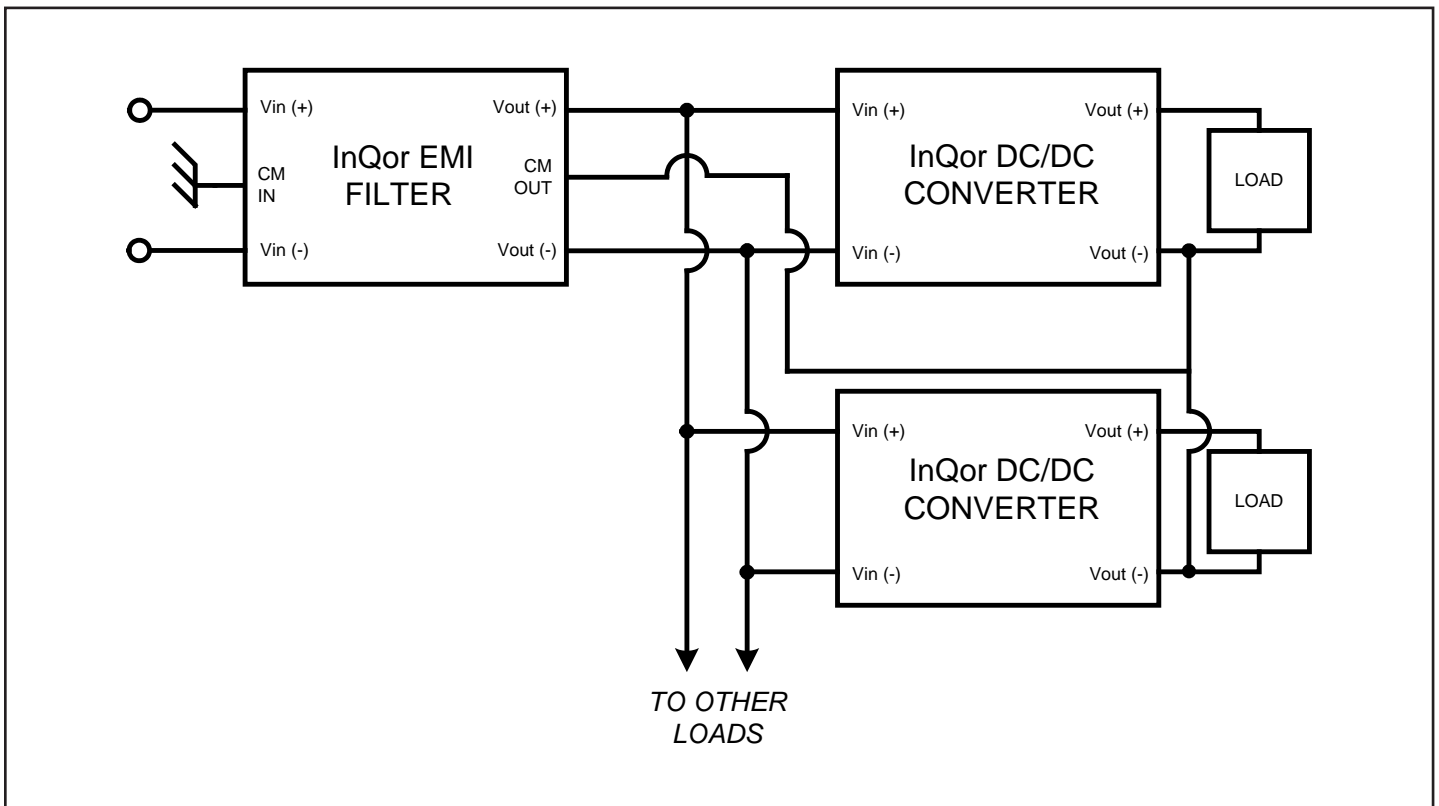 Vin (+)
CM
IN
Vin (-)
InQor EMI
FILTER
Vout (+)
CM
OUT
Vout (-)
Vin (+)
Vin (-)
InQor DC/DC
CONVERTER
Vout (+)
Vout (-)
LOAD
Vin (+)
Vin (-)
InQor DC/DC
CONVERTER
Vout (+)
Vout (-)
LOAD
TO OTHER
LOADS